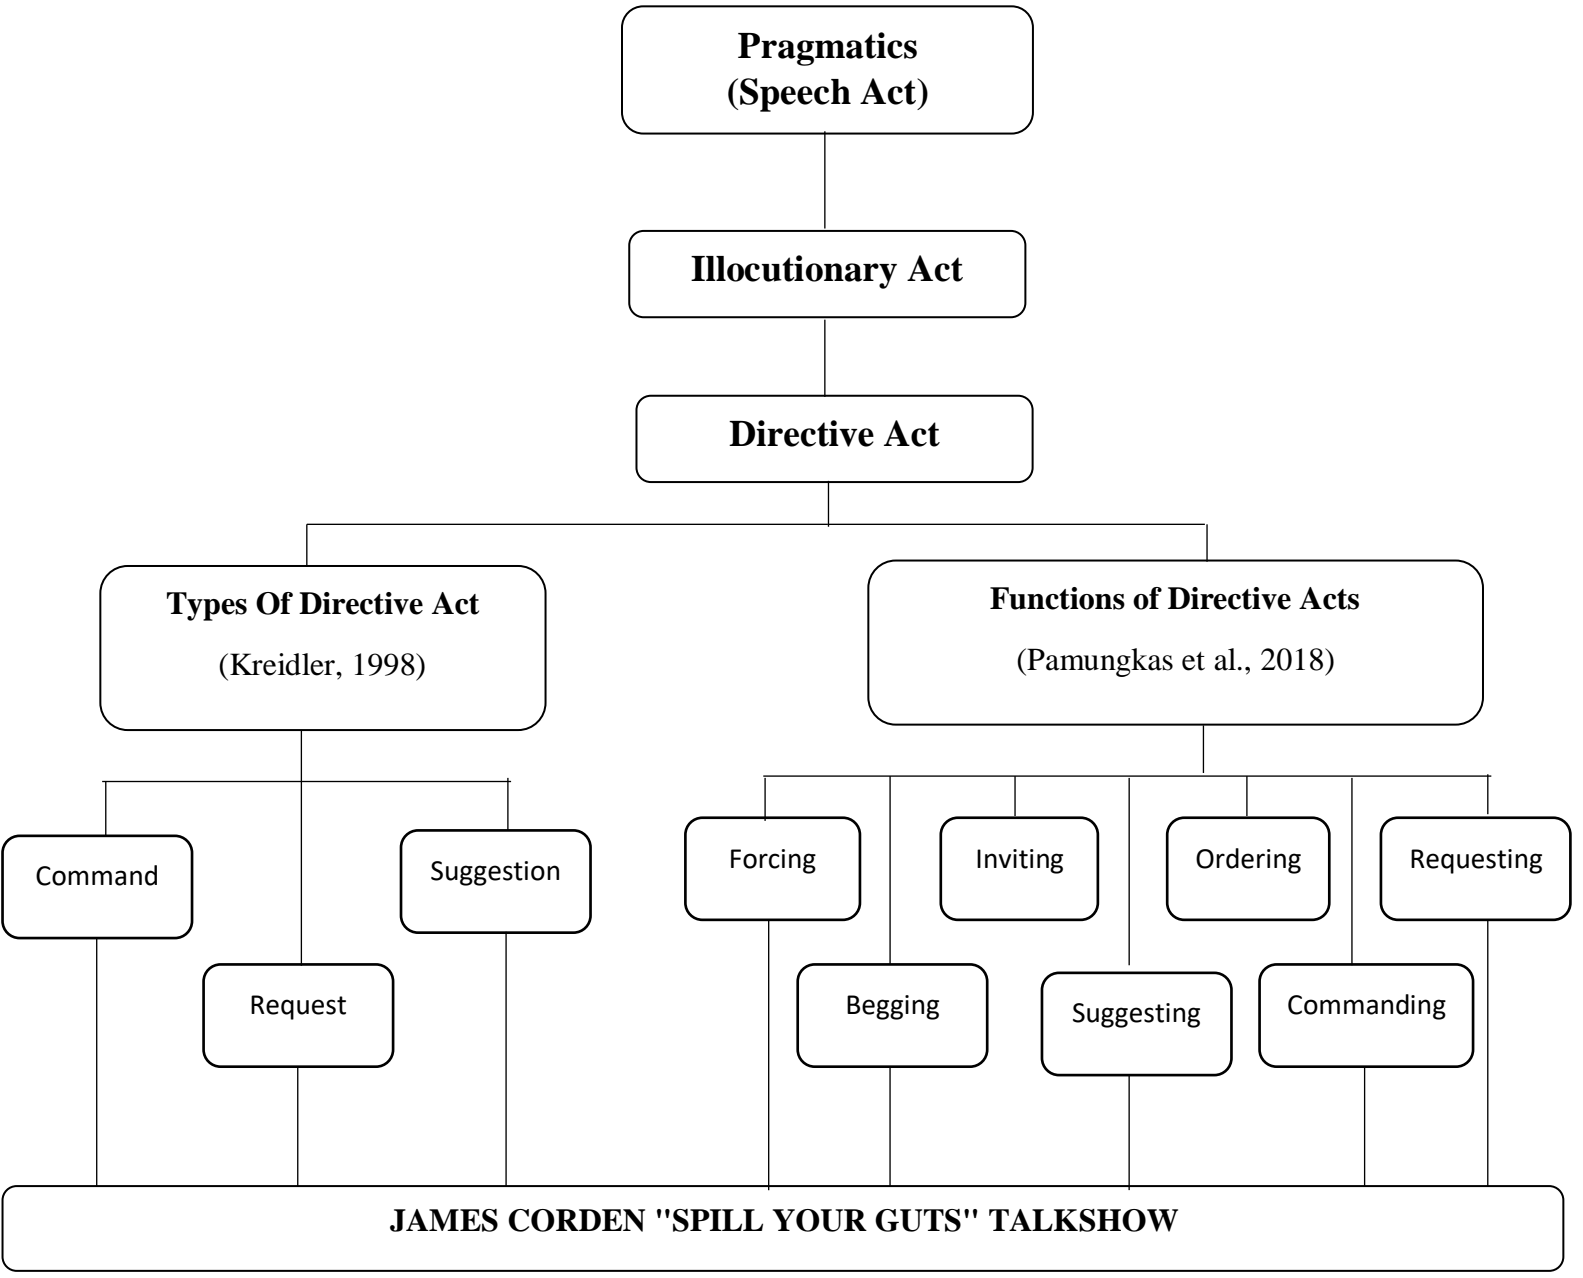 Pragmatics
(Speech Act)
Illocutionary Act
Directive Act
Types Of Directive Act
(Kreidler, 1998)
Functions of Directive Acts
(Pamungkas et al., 2018)
Command
Suggestion
Request
Forcing
Inviting
Ordering
Requesting
Begging
Suggesting
Commanding
JAMES CORDEN "SPILL YOUR GUTS" TALKSHOW